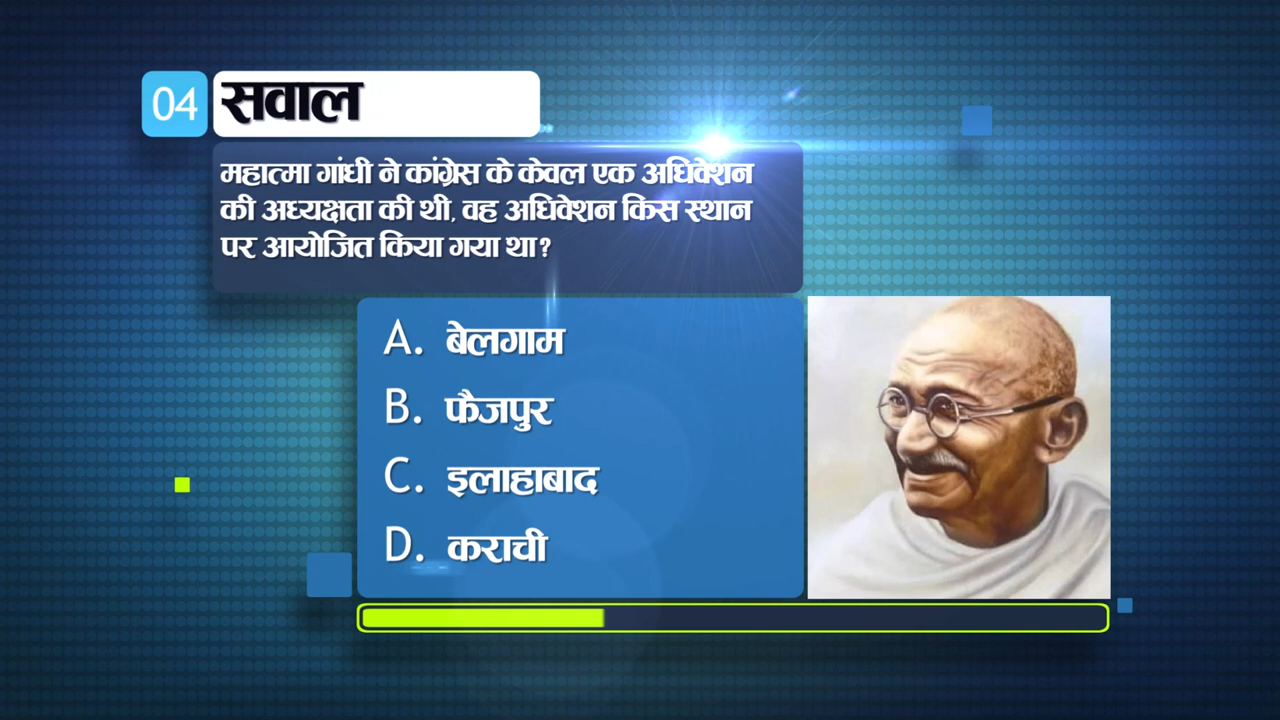 04 सवाल
महात्मा गांधी ने कांग्रेस के केवल एक अधिवेशन
की अध्यक्षता की थी, वह अधिवेशन किस स्थान
पर आयोजित किया गया था?
A. बेलगाम
B. फैजपुर
C. इलाहाबाद
D. कराची